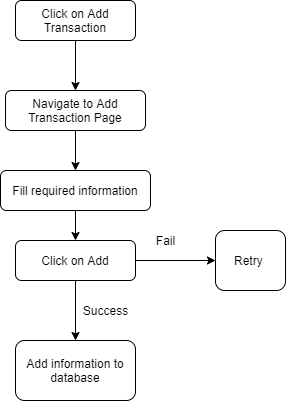 Click on Add
Transaction
Navigate to Add
Transaction Page
Fill required information
Click on Add
Fail
Retry
Success
Add information to
database